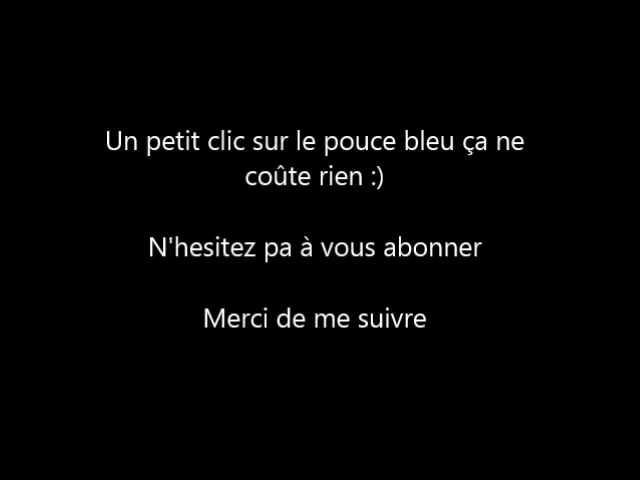 Un petit clic sur le pouce bleu ça ne
coûte rien :)
N'hesitez pa à vous abonner
Merci de me suivre